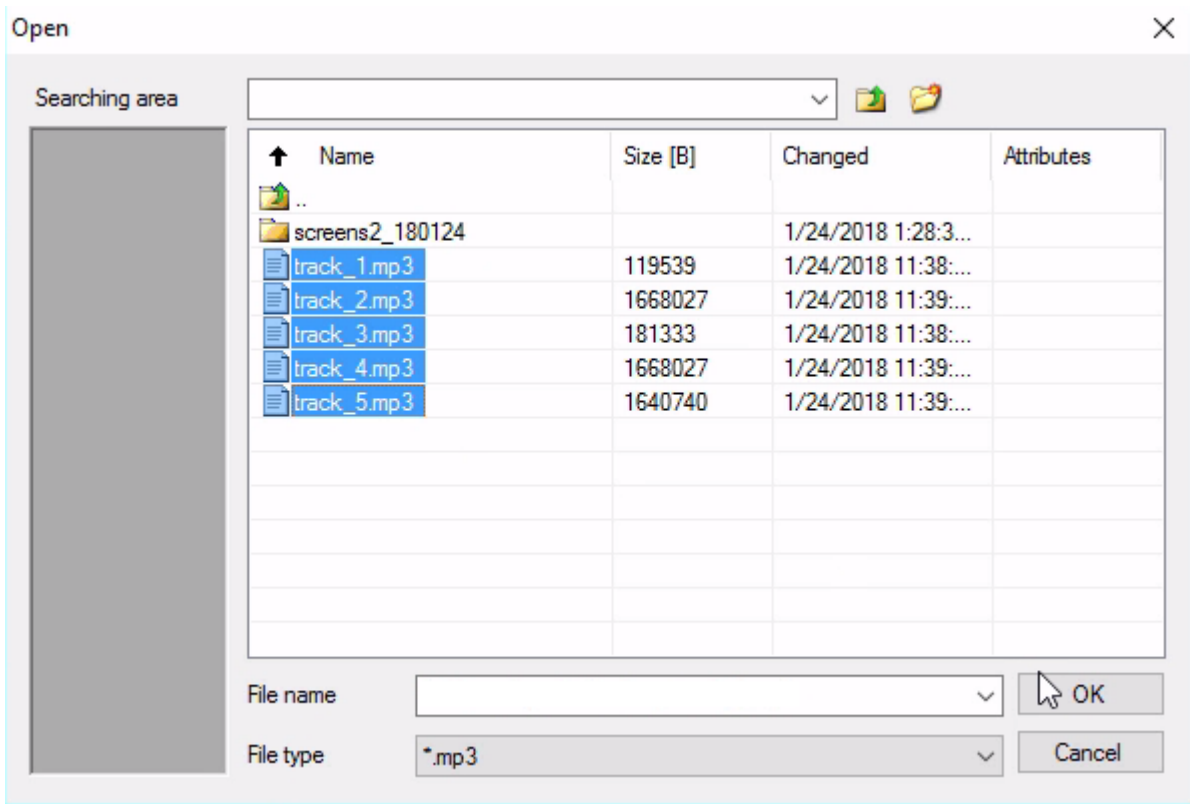 Open
Searching area
Name Size [B] Changed Attributes
..
screens2_180124 1/24/2018 1:28:3...
track_1.mp3 119539 1/24/2018 11:38:...
track_2.mp3 1668027 1/24/2018 11:39:...
track_3.mp3 181333 1/24/2018 11:38:...
track_4.mp3 1668027 1/24/2018 11:39:...
track_5.mp3 1640740 1/24/2018 11:39:...
File name OK
File type *.mp3 Cancel